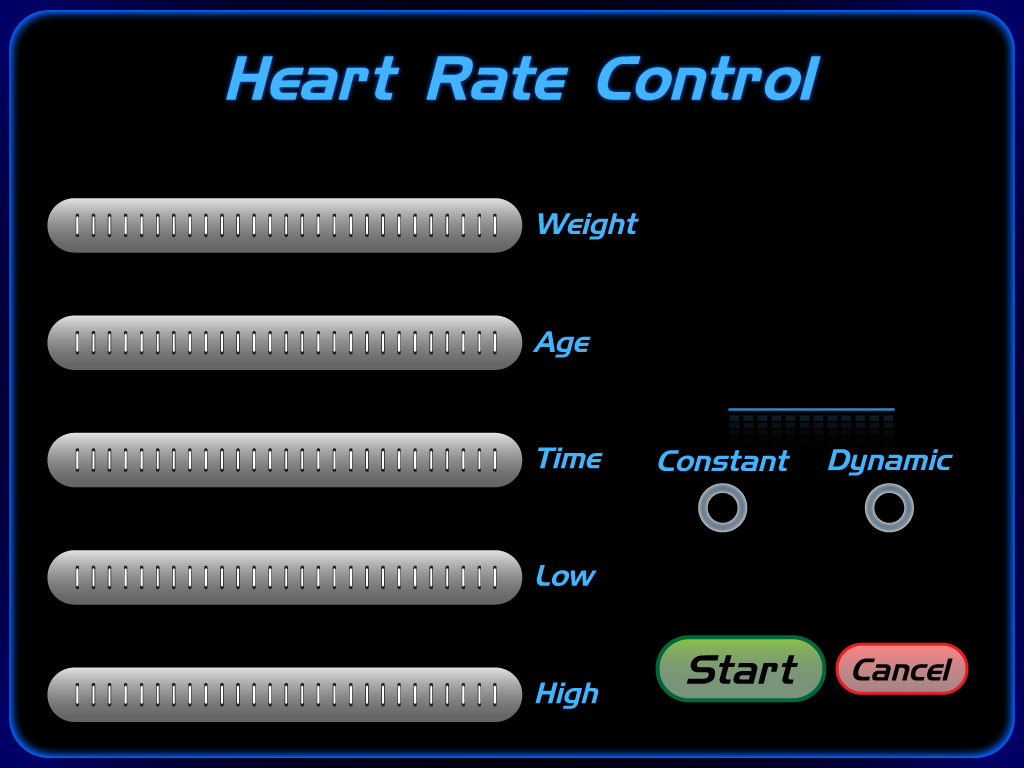 Heart Rate Control
Weight
Age
Time
Constant
Dynamic
Low
High
Start
Cancel